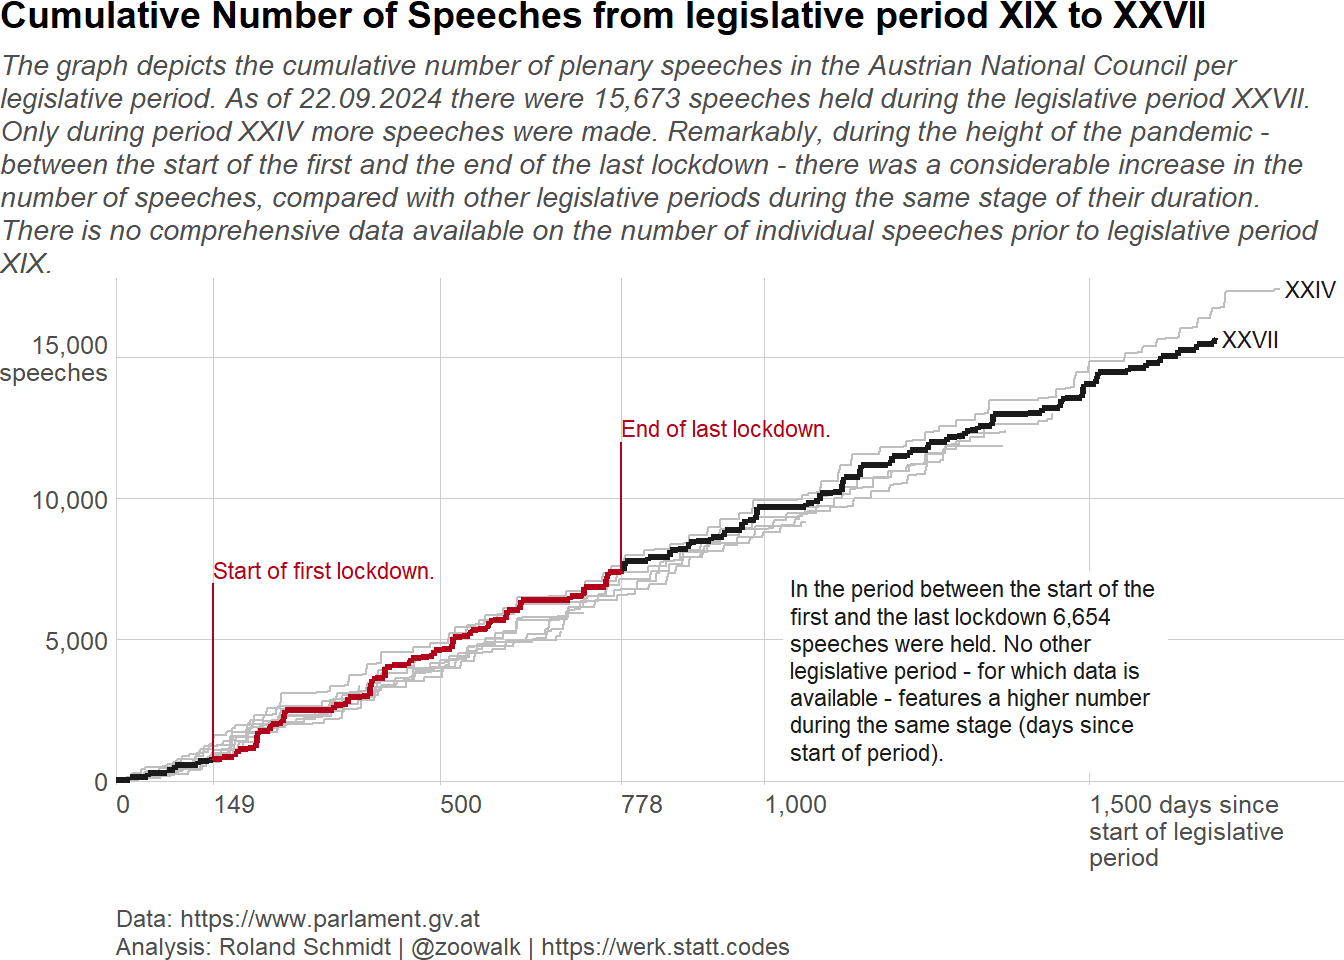 Cumulative Number of Speeches from legislative period XIX to XXVII
The graph depicts the cumulative number of plenary speeches in the Austrian National Council per
legislative period. As of 22.09.2024 there were 15,673 speeches held during the legislative period XXVII.
Only during period XXIV more speeches were made. Remarkably, during the height of the pandemic -
between the start of the first and the end of the last lockdown - there was a considerable increase in the
number of speeches, compared with other legislative periods during the same stage of their duration.
There is no comprehensive data available on the number of individual speeches prior to legislative period
XIX.
XXIV
XXVII
15,000
speeches
End of last lockdown.
10,000
Start of first lockdown.
In the period between the start of the
first and the last lockdown 6,654
speeches were held. No other
legislative period - for which data is
available - features a higher number
during the same stage (days since
start of period).
5,000
0
0
149
500
778
1,000
1,500 days since
start of legislative
period
Data: https://www.parlament.gv.at
Analysis: Roland Schmidt | @zoowalk | https://werk.statt.codes